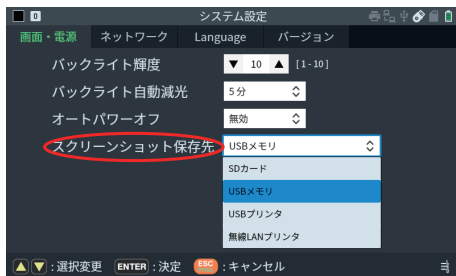 0 システム設定
画面・電源 ネットワーク Language バージョン
バックライト輝度 ▼ 10 ▲ [1-10]
バックライト自動減光 5分
オートパワーオフ 無効
スクリーンショット保存先 USBメモリ
SDカード
USBメモリ
USBプリンタ
無線LANプリンタ
▲▼:選択変更 ENTER:決定 ESC:キャンセル